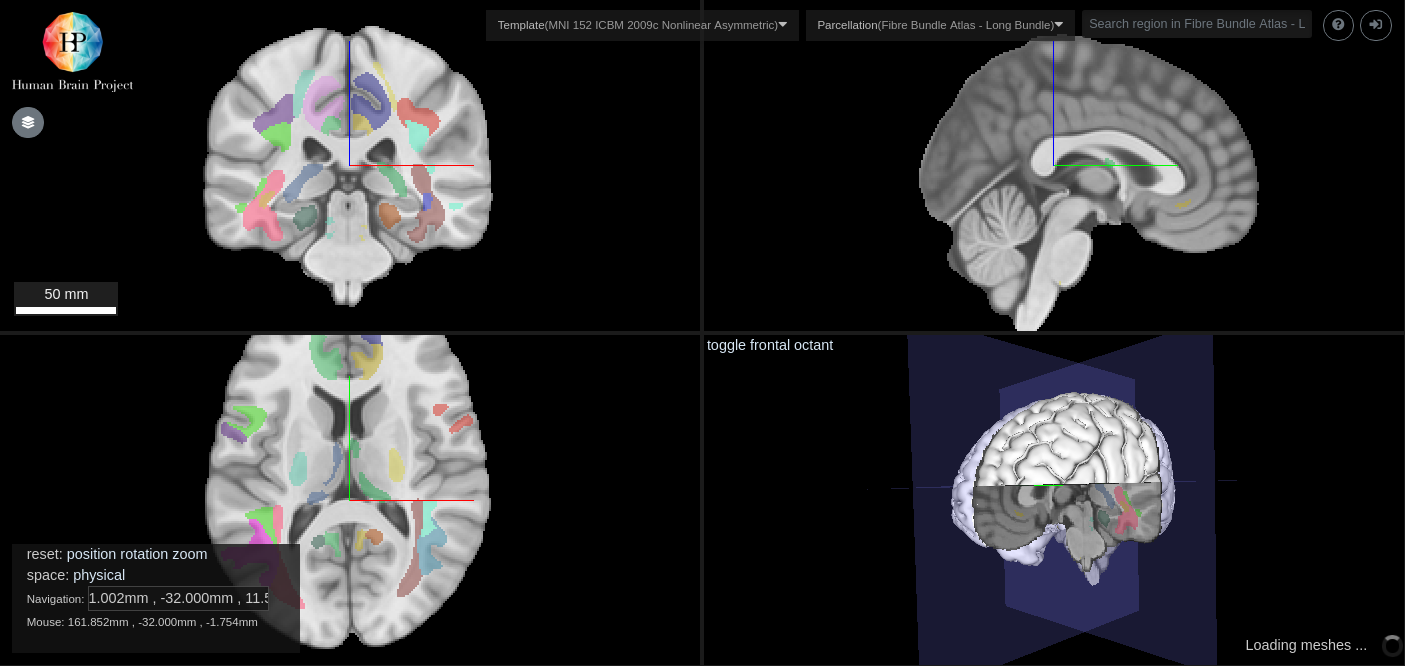 HBP
Human Brain Project
Template(MNI 152 ICBM 2009c Nonlinear Asymmetric)
Parcellation(Fibre Bundle Atlas - Long Bundle)
Search region in Fibre Bundle Atlas - L
50 mm
toggle frontal octant
reset: position rotation zoom
space: physical
Navigation: 1.002mm , -32.000mm , 11.5
Mouse: 161.852mm , -32.000mm , -1.754mm
Loading meshes ...